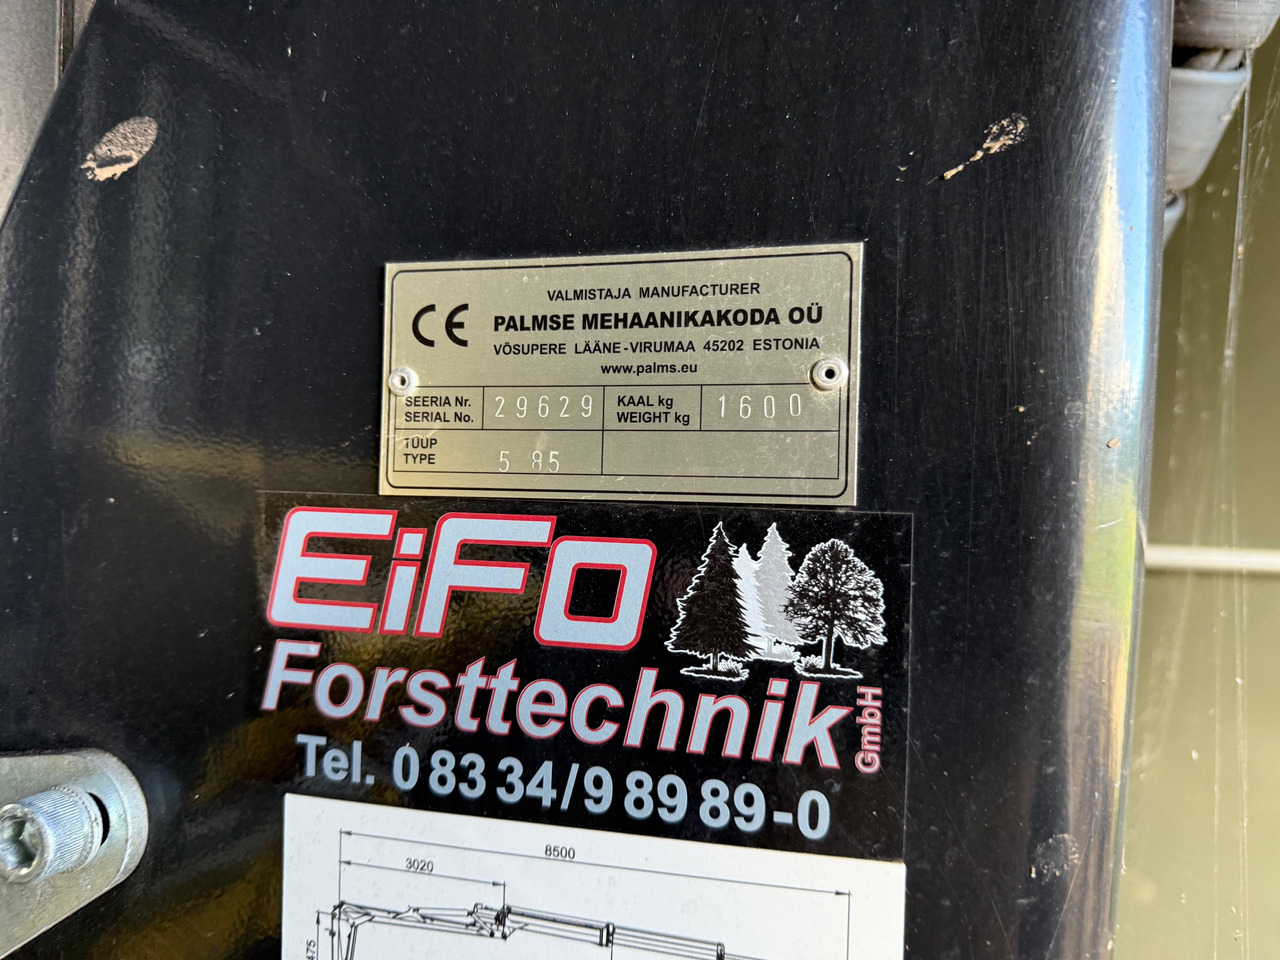 CE
VALMISTAJA MANUFACTURER
PALMSE MEHAANIKAKODA OÜ
VÕSUPERE LÄÄNE-VIRUMAA 45202 ESTONIA
www.palms.eu
SEERIA Nr. SERIAL No. 29629 KAAL kg WEIGHT kg 1600
TÜÜP TYPE 5 85
EiFo
Forsttechnik GmbH
Tel. 0 83 34/9 89 89-0
8500
3020